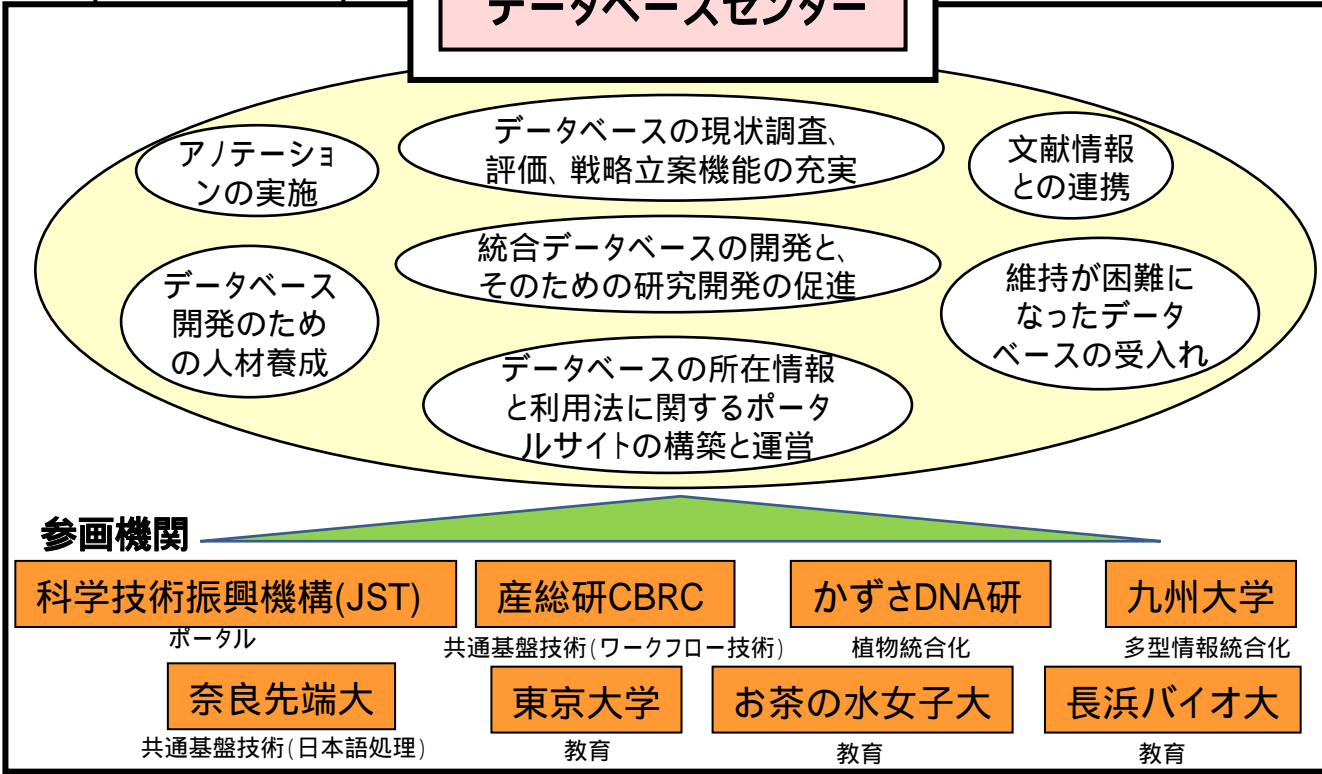 データベースセンター
アノテーショ
ンの実施
データベースの現状調査、
評価、戦略立案機能の充実
文献情報
との連携
データベース
開発のため
の人材養成
統合データベースの開発と、
そのための研究開発の促進
維持が困難に
なったデータ
ベースの受入れ
データベースの所在情報
と利用法に関するポータ
ルサイトの構築と運営
参画機関
科学技術振興機構(JST)
ポータル
産総研CBRC
共通基盤技術(ワークフロー技術)
かずさDNA研
植物統合化
九州大学
多型情報統合化
奈良先端大
共通基盤技術(日本語処理)
東京大学
教育
お茶の水女子大
教育
長浜バイオ大
教育